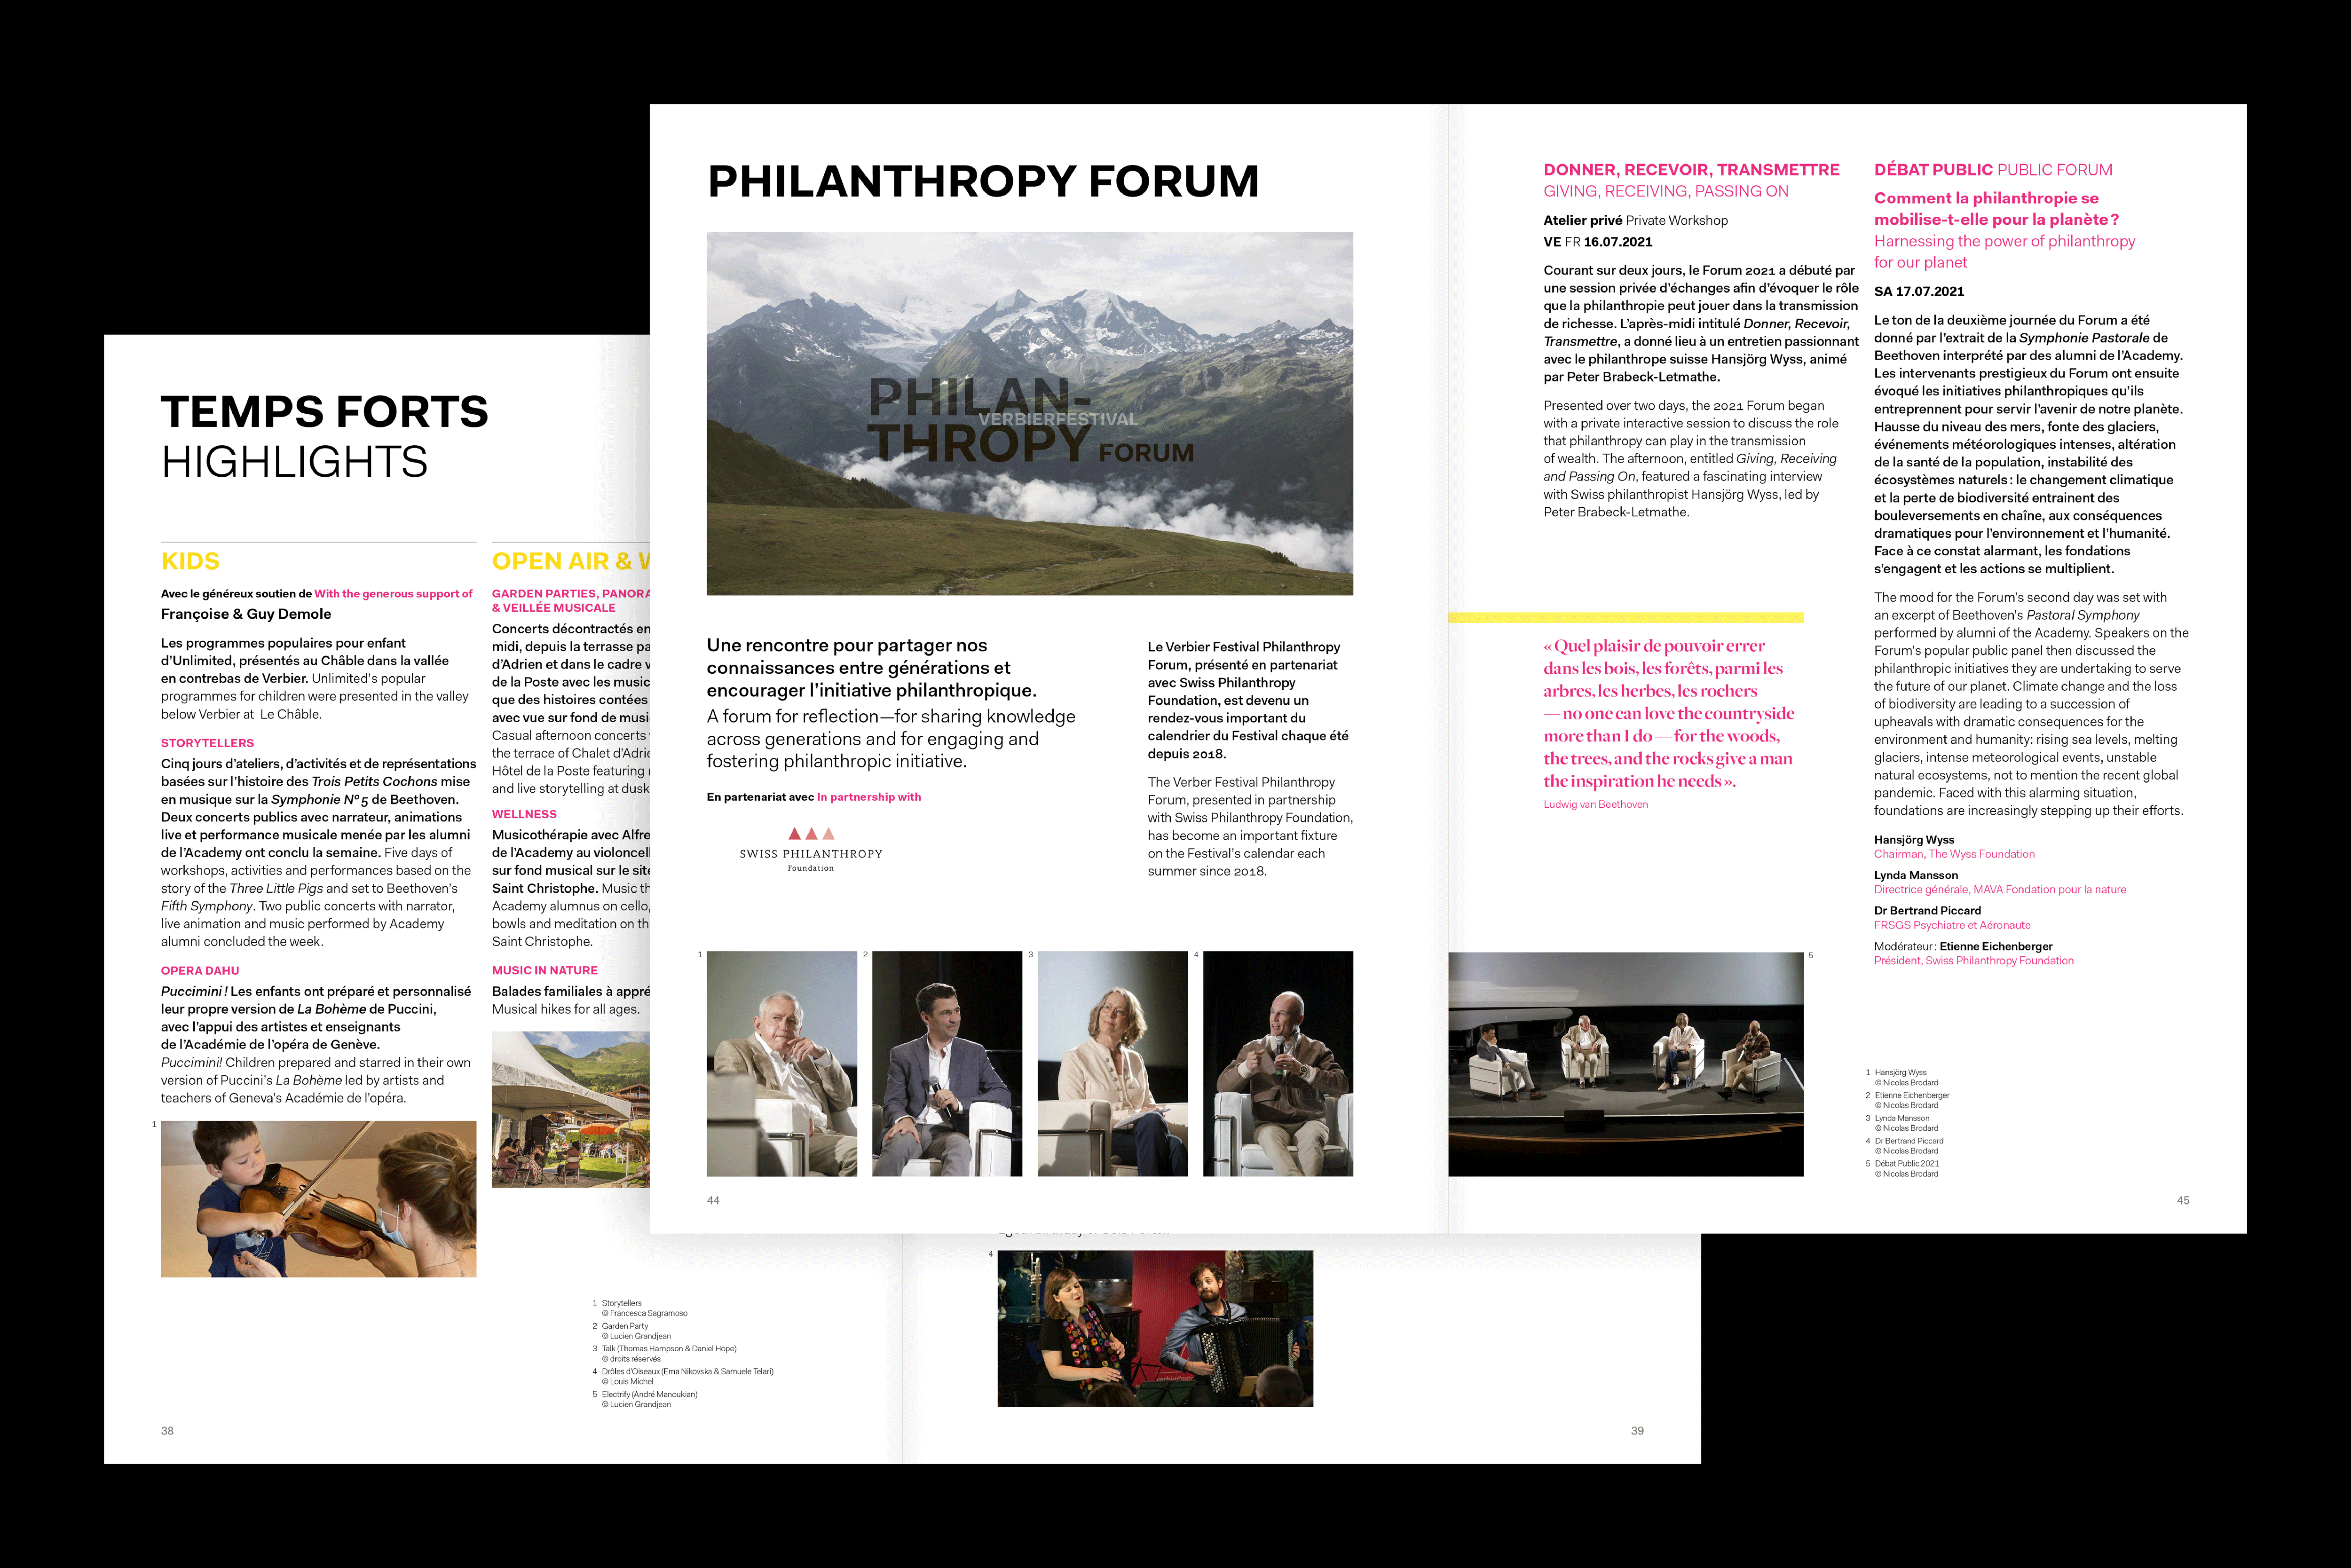 TEMPS FORTS
HIGHLIGHTS
KIDS
Avec le généreux soutien de With the generous support of
Françoise & Guy Demole
Les programmes populaires pour enfant
d’Unlimited, présentés au Châble dans la vallée
en contrebas de Verbier. Unlimited’s popular
programmes for children were presented in the valley
below Verbier at Le Châble.
STORYTELLERS
Cinq jours d’ateliers, d’activités et de représentations
basées sur l’histoire des Trois Petits Cochons mise
en musique sur la Symphonie Nº 5 de Beethoven.
Deux concerts publics avec narrateur, animations
live et performance musicale menée par les alumni
de l’Academy ont conclu la semaine. Five days of
workshops, activities and performances based on the
story of the Three Little Pigs and set to Beethoven’s
Fifth Symphony. Two public concerts with narrator,
live animation and music performed by Academy
alumni concluded the week.
OPERA DAHU
Puccimini ! Les enfants ont préparé et personnalisé
leur propre version de La Bohème de Puccini,
avec l’appui des artistes et enseignants
de l’Académie de l’opéra de Genève.
Puccimini! Children prepared and starred in their own
version of Puccini’s La Bohème led by artists and
teachers of Geneva’s Académie de l’opéra.
1
OPEN AIR & W
GARDEN PARTIES, PANORA
& VEILLÉE MUSICALE
Concerts décontractés en
midi, depuis la terrasse pa
d’Adrien et dans le cadre v
de la Poste avec les music
que des histoires contées
avec vue sur fond de musi
Casual afternoon concerts
the terrace of Chalet d’Adrie
Hôtel de la Poste featuring
and live storytelling at dusk
WELLNESS
Musicothérapie avec Alfre
de l’Academy au violoncell
sur fond musical sur le site
Saint Christophe. Music th
Academy alumnus on cello,
bowls and meditation on th
Saint Christophe.
MUSIC IN NATURE
Balades familiales à appré
Musical hikes for all ages.
1 Storytellers
© Francesca Sagramoso
2 Garden Party
© Lucien Grandjean
3 Talk (Thomas Hampson & Daniel Hope)
© droits réservés
4 Drôles d’Oiseaux (Ema Nikovska & Samuele Telari)
© Louis Michel
5 Electrify (André Manoukian)
© Lucien Grandjean
38
4
39
PHILANTHROPY FORUM
PHILAN-
VERBIERFESTIVAL
THROPY FORUM
Une rencontre pour partager nos
connaissances entre générations et
encourager l’initiative philanthropique.
A forum for reflection—for sharing knowledge
across generations and for engaging and
fostering philanthropic initiative.
En partenariat avec In partnership with
SWISS PHILANTHROPY
Foundation
Le Verbier Festival Philanthropy
Forum, présenté en partenariat
avec Swiss Philanthropy
Foundation, est devenu un
rendez-vous important du
calendrier du Festival chaque été
depuis 2018.
The Verber Festival Philanthropy
Forum, presented in partnership
with Swiss Philanthropy Foundation,
has become an important fixture
on the Festival’s calendar each
summer since 2018.
1
2
3
4
44
DONNER, RECEVOIR, TRANSMETTRE
GIVING, RECEIVING, PASSING ON
Atelier privé Private Workshop
VE FR 16.07.2021
Courant sur deux jours, le Forum 2021 a débuté par
une session privée d’échanges afin d’évoquer le rôle
que la philanthropie peut jouer dans la transmission
de richesse. L’après-midi intitulé Donner, Recevoir,
Transmettre, a donné lieu à un entretien passionnant
avec le philanthrope suisse Hansjörg Wyss, animé
par Peter Brabeck-Letmathe.
Presented over two days, the 2021 Forum began
with a private interactive session to discuss the role
that philanthropy can play in the transmission
of wealth. The afternoon, entitled Giving, Receiving
and Passing On, featured a fascinating interview
with Swiss philanthropist Hansjörg Wyss, led by
Peter Brabeck-Letmathe.
« Quel plaisir de pouvoir errer
dans les bois, les forêts, parmi les
arbres, les herbes, les rochers
— no one can love the countryside
more than I do — for the woods,
the trees, and the rocks give a man
the inspiration he needs ».
Ludwig van Beethoven
5
DÉBAT PUBLIC PUBLIC FORUM
Comment la philanthropie se
mobilise-t-elle pour la planète ?
Harnessing the power of philanthropy
for our planet
SA 17.07.2021
Le ton de la deuxième journée du Forum a été
donné par l’extrait de la Symphonie Pastorale de
Beethoven interprété par des alumni de l’Academy.
Les intervenants prestigieux du Forum ont ensuite
évoqué les initiatives philanthropiques qu’ils
entreprennent pour servir l’avenir de notre planète.
Hausse du niveau des mers, fonte des glaciers,
événements météorologiques intenses, altération
de la santé de la population, instabilité des
écosystèmes naturels : le changement climatique
et la perte de biodiversité entrainent des
bouleversements en chaîne, aux conséquences
dramatiques pour l’environnement et l’humanité.
Face à ce constat alarmant, les fondations
s’engagent et les actions se multiplient.
The mood for the Forum’s second day was set with
an excerpt of Beethoven’s Pastoral Symphony
performed by alumni of the Academy. Speakers on the
Forum’s popular public panel then discussed the
philanthropic initiatives they are undertaking to serve
the future of our planet. Climate change and the loss
of biodiversity are leading to a succession of
upheavals with dramatic consequences for the
environment and humanity: rising sea levels, melting
glaciers, intense meteorological events, unstable
natural ecosystems, not to mention the recent global
pandemic. Faced with this alarming situation,
foundations are increasingly stepping up their efforts.
Hansjörg Wyss
Chairman, The Wyss Foundation
Lynda Mansson
Directrice générale, MAVA Fondation pour la nature
Dr Bertrand Piccard
FRSGS Psychiatre et Aéronaute
Modérateur : Etienne Eichenberger
Président, Swiss Philanthropy Foundation
1 Hansjörg Wyss
© Nicolas Brodard
2 Etienne Eichenberger
© Nicolas Brodard
3 Lynda Mansson
© Nicolas Brodard
4 Dr Bertrand Piccard
© Nicolas Brodard
5 Débat Public 2021
© Nicolas Brodard
45